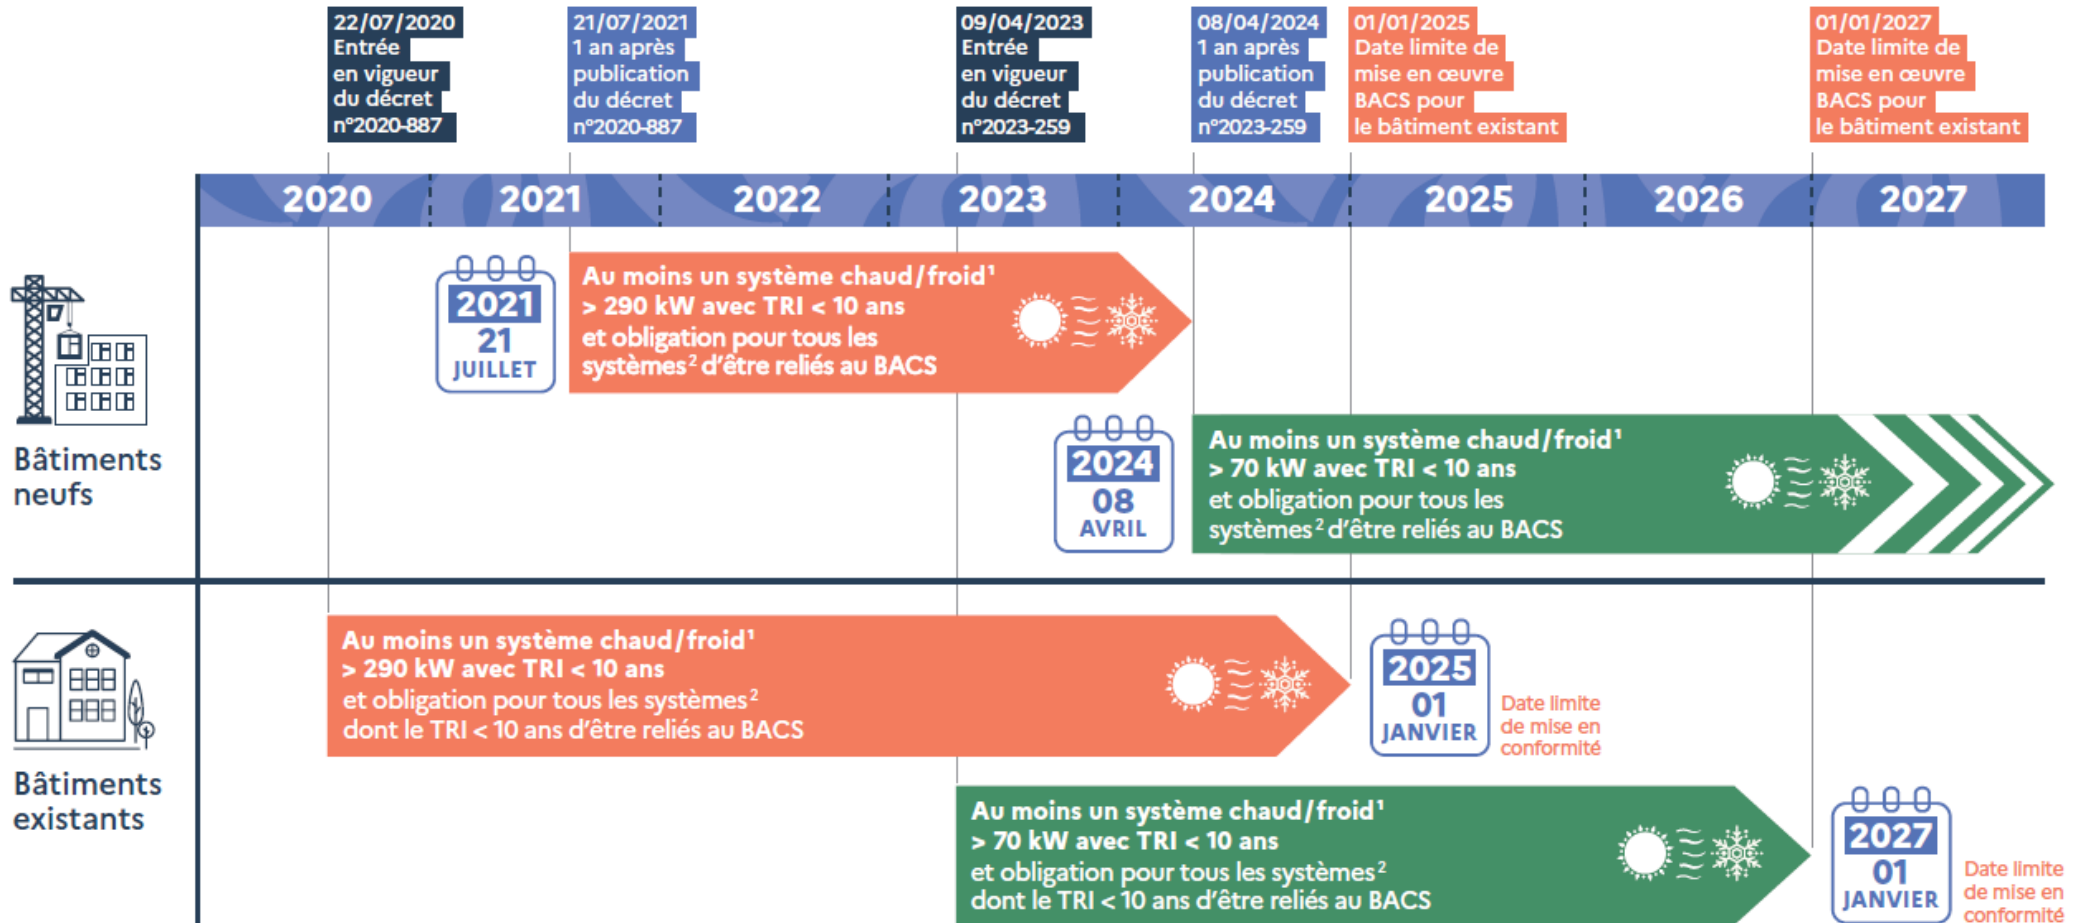 22/07/2020
Entrée
en vigueur
du décret
n°2020-887
21/07/2021
1 an après
publication
du décret
n°2020-887
09/04/2023
Entrée
en vigueur
du décret
n°2023-259
08/04/2024
1 an après
publication
du décret
n°2023-259
01/01/2025
Date limite de
mise en œuvre
BACS pour
le bâtiment existant
01/01/2027
Date limite de
mise en œuvre
BACS pour
le bâtiment existant
2020 2021 2022 2023 2024 2025 2026 2027
Bâtiments
neufs
2021
21
JUILLET
Au moins un système chaud/froid¹
> 290 kW avec TRI < 10 ans
et obligation pour tous les
systèmes² d'être reliés au BACS
2024
08
AVRIL
Au moins un système chaud/froid¹
> 70 kW avec TRI < 10 ans
et obligation pour tous les
systèmes² d'être reliés au BACS
Bâtiments
existants
Au moins un système chaud/froid¹
> 290 kW avec TRI < 10 ans
et obligation pour tous les systèmes²
dont le TRI < 10 ans d'être reliés au BACS
2025
01
JANVIER
Date limite
de mise en
conformité
Au moins un système chaud/froid¹
> 70 kW avec TRI < 10 ans
et obligation pour tous les systèmes²
dont le TRI < 10 ans d'être reliés au BACS
2027
01
JANVIER
Date limite
de mise en
conformité